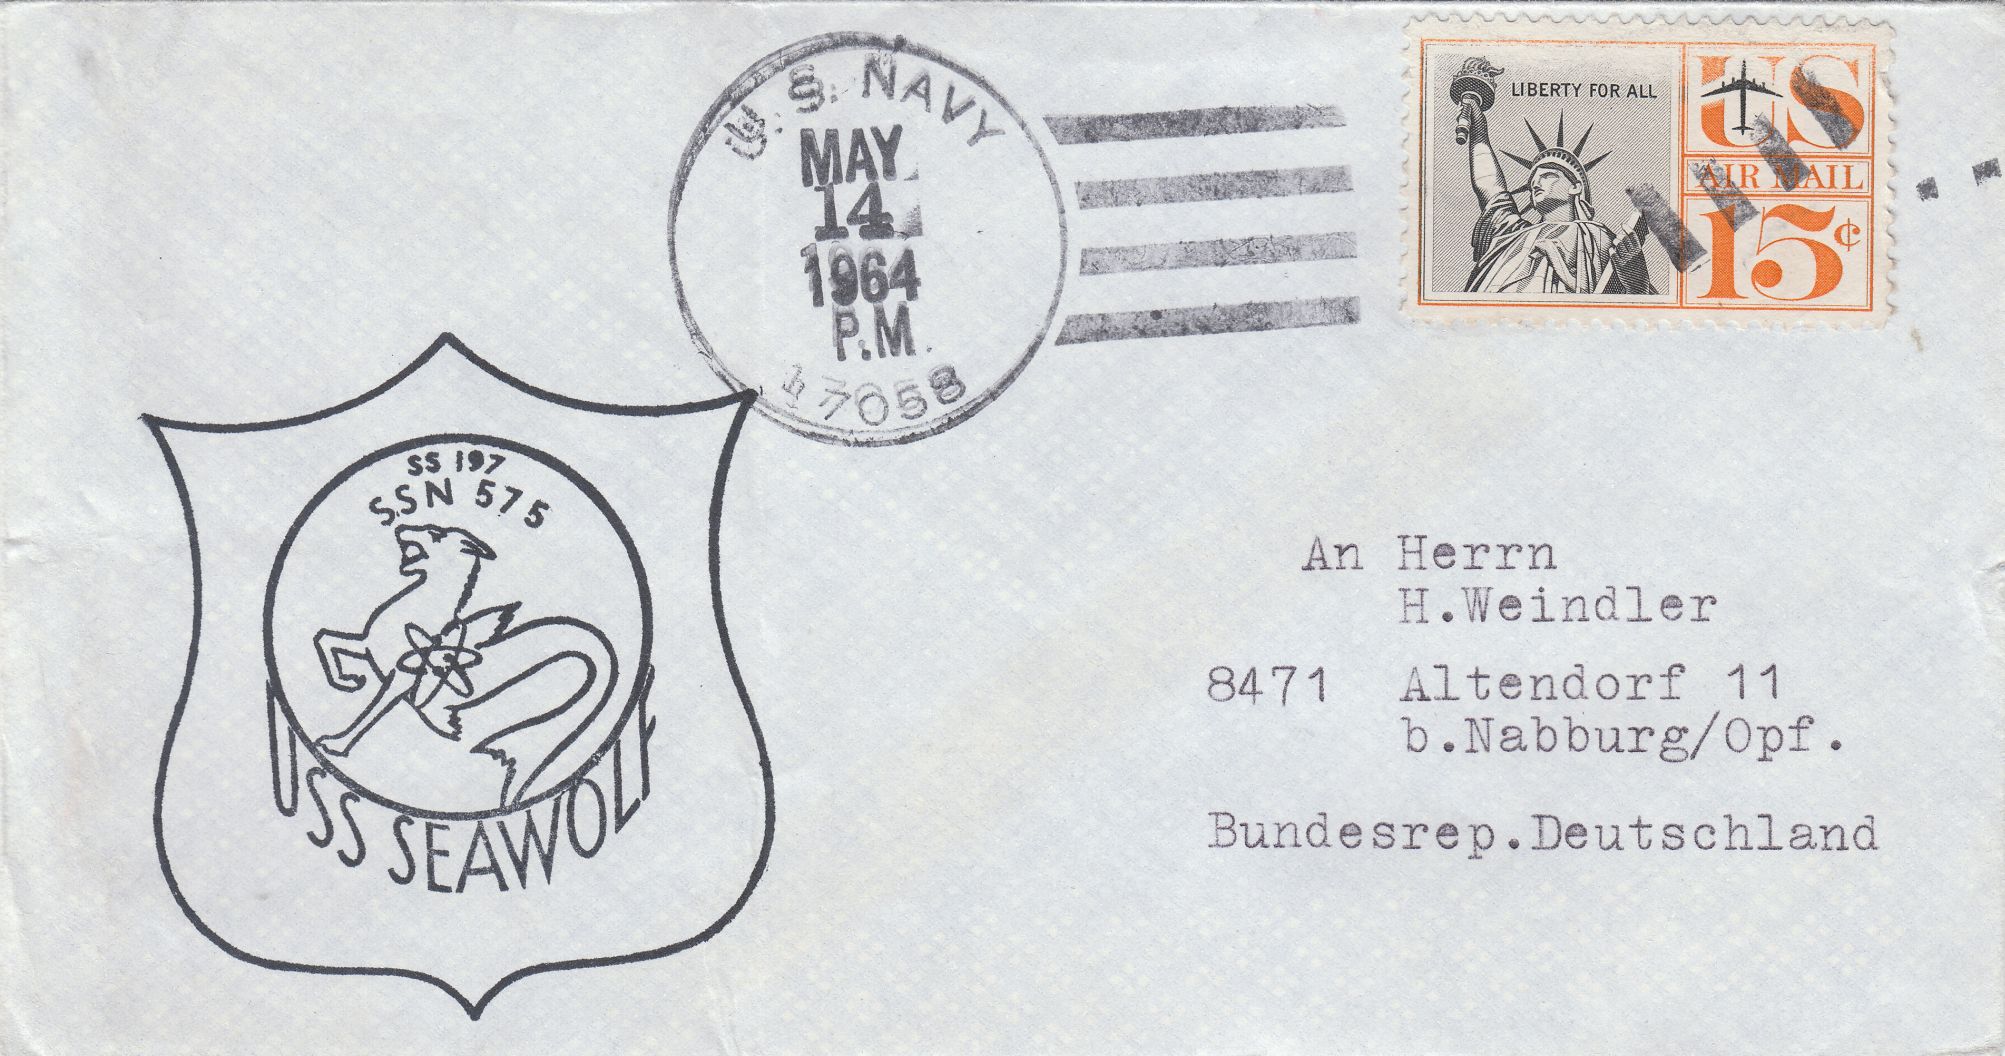 U.S. NAVY
MAY
14
1964
P.M.
17058
LIBERTY FOR ALL
US
AIR MAIL
15¢
SS 197
SSN 575
USS SEAWOLF
An Herrn
H.Weindler
8471 Altendorf 11
b.Nabburg/Opf.
Bundesrep.Deutschland